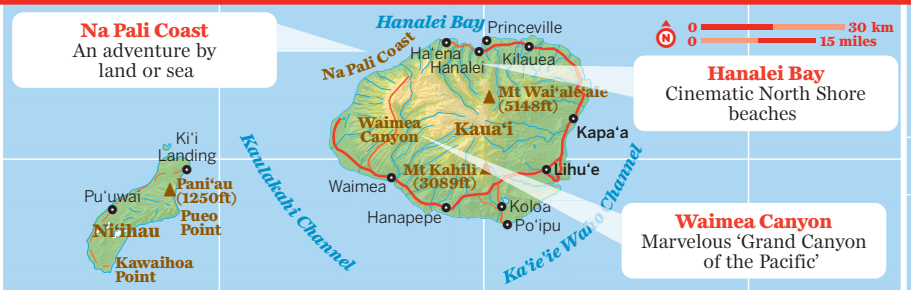 Na Pali Coast
An adventure by
land or sea
Hanalei Bay
Princeville
Ha‘ena
Hanalei
Kilauea
Na Pali Coast
N
0 30 km
0 15 miles
Hanalei Bay
Cinematic North Shore
beaches
Mt Wai‘ale‘ale
(5148ft)
Waimea
Canyon
Kaua‘i
Kapa‘a
Ki‘i
Landing
Kaulakahi Channel
Mt Kahili
(3089ft)
Lihu‘e
Pani‘au
(1250ft)
Pu‘uwai
Waimea
Pueo
Point
Ni‘ihau
Hanapepe
Koloa
Po‘ipu
Ka‘ie‘ie Waho Channel
Kawaihoa
Point
Waimea Canyon
Marvelous ‘Grand Canyon
of the Pacific’